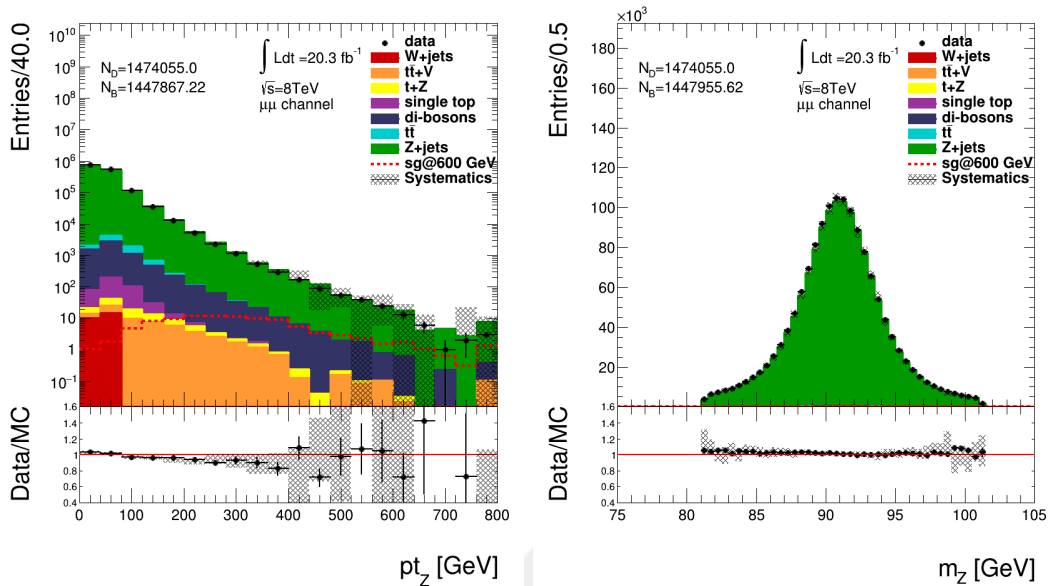 Entries/40.0
10^10
10^9
10^8
10^7
10^6
10^5
10^4
10^3
10^2
10
1
10^-1
N_D=1474055.0
N_B=1447867.22
∫ Ldt =20.3 fb^-1
√s=8TeV
μμ channel
data
W+jets
tt̄+V
t+Z
single top
di-bosons
tt̄
Z+jets
sg@600 GeV
Systematics
Data/MC
1.6
1.4
1.2
1.0
0.8
0.6
0.4
0 100 200 300 400 500 600 700 800
pt_Z [GeV]
×10^3
Entries/0.5
180
160
140
120
100
80
60
40
20
N_D=1474055.0
N_B=1447955.62
∫ Ldt =20.3 fb^-1
√s=8TeV
μμ channel
data
W+jets
tt̄+V
t+Z
single top
di-bosons
tt̄
Z+jets
sg@600 GeV
Systematics
Data/MC
1.6
1.4
1.2
1.0
0.8
0.6
0.4
75 80 85 90 95 100 105
m_Z [GeV]